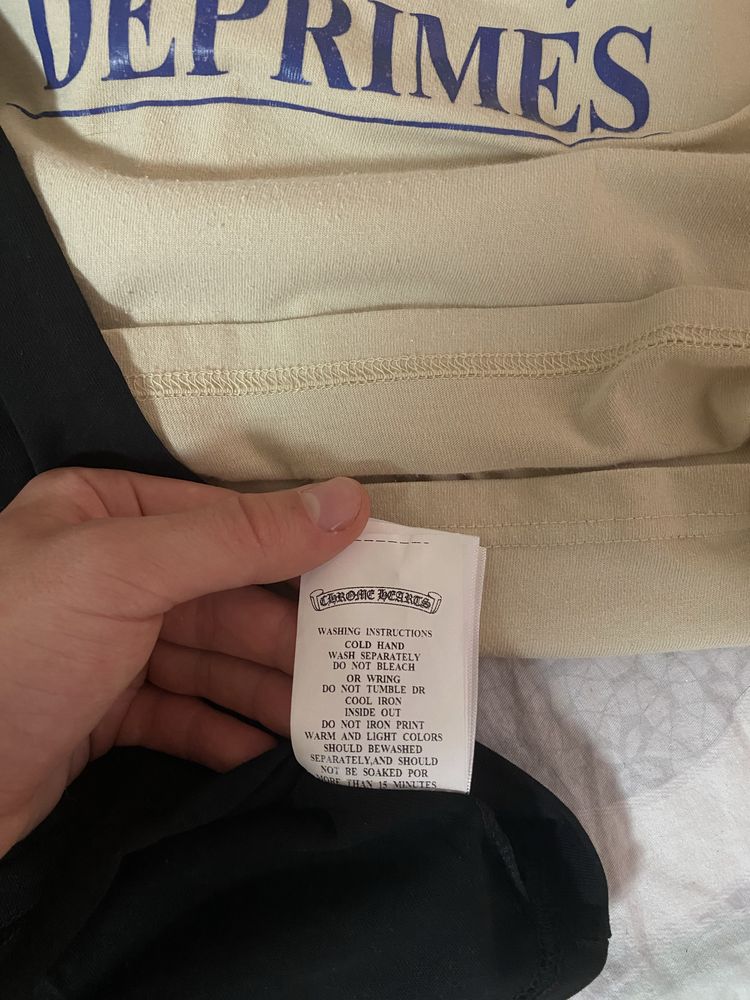 DEPRIMES
CHROME HEARTS
WASHING INSTRUCTIONS
COLD HAND
WASH SEPARATELY
DO NOT BLEACH
OR WRING
DO NOT TUMBLE DR
COOL IRON
INSIDE OUT
DO NOT IRON PRINT
WARM AND LIGHT COLORS
SHOULD BEWASHED
SEPARATELY,AND SHOULD
NOT BE SOAKED POR
MORE THAN 15 MINUTES